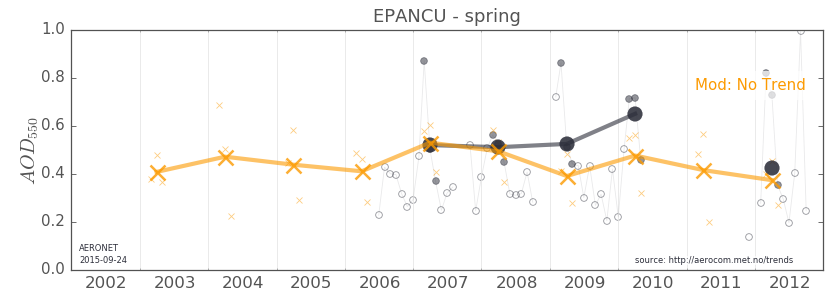 EPANCU - spring
1.0
0.8
0.6
0.4
0.2
0.0
AOD550
Mod: No Trend
AERONET
2015-09-24
source: http://aerocom.met.no/trends
2002 2003 2004 2005 2006 2007 2008 2009 2010 2011 2012